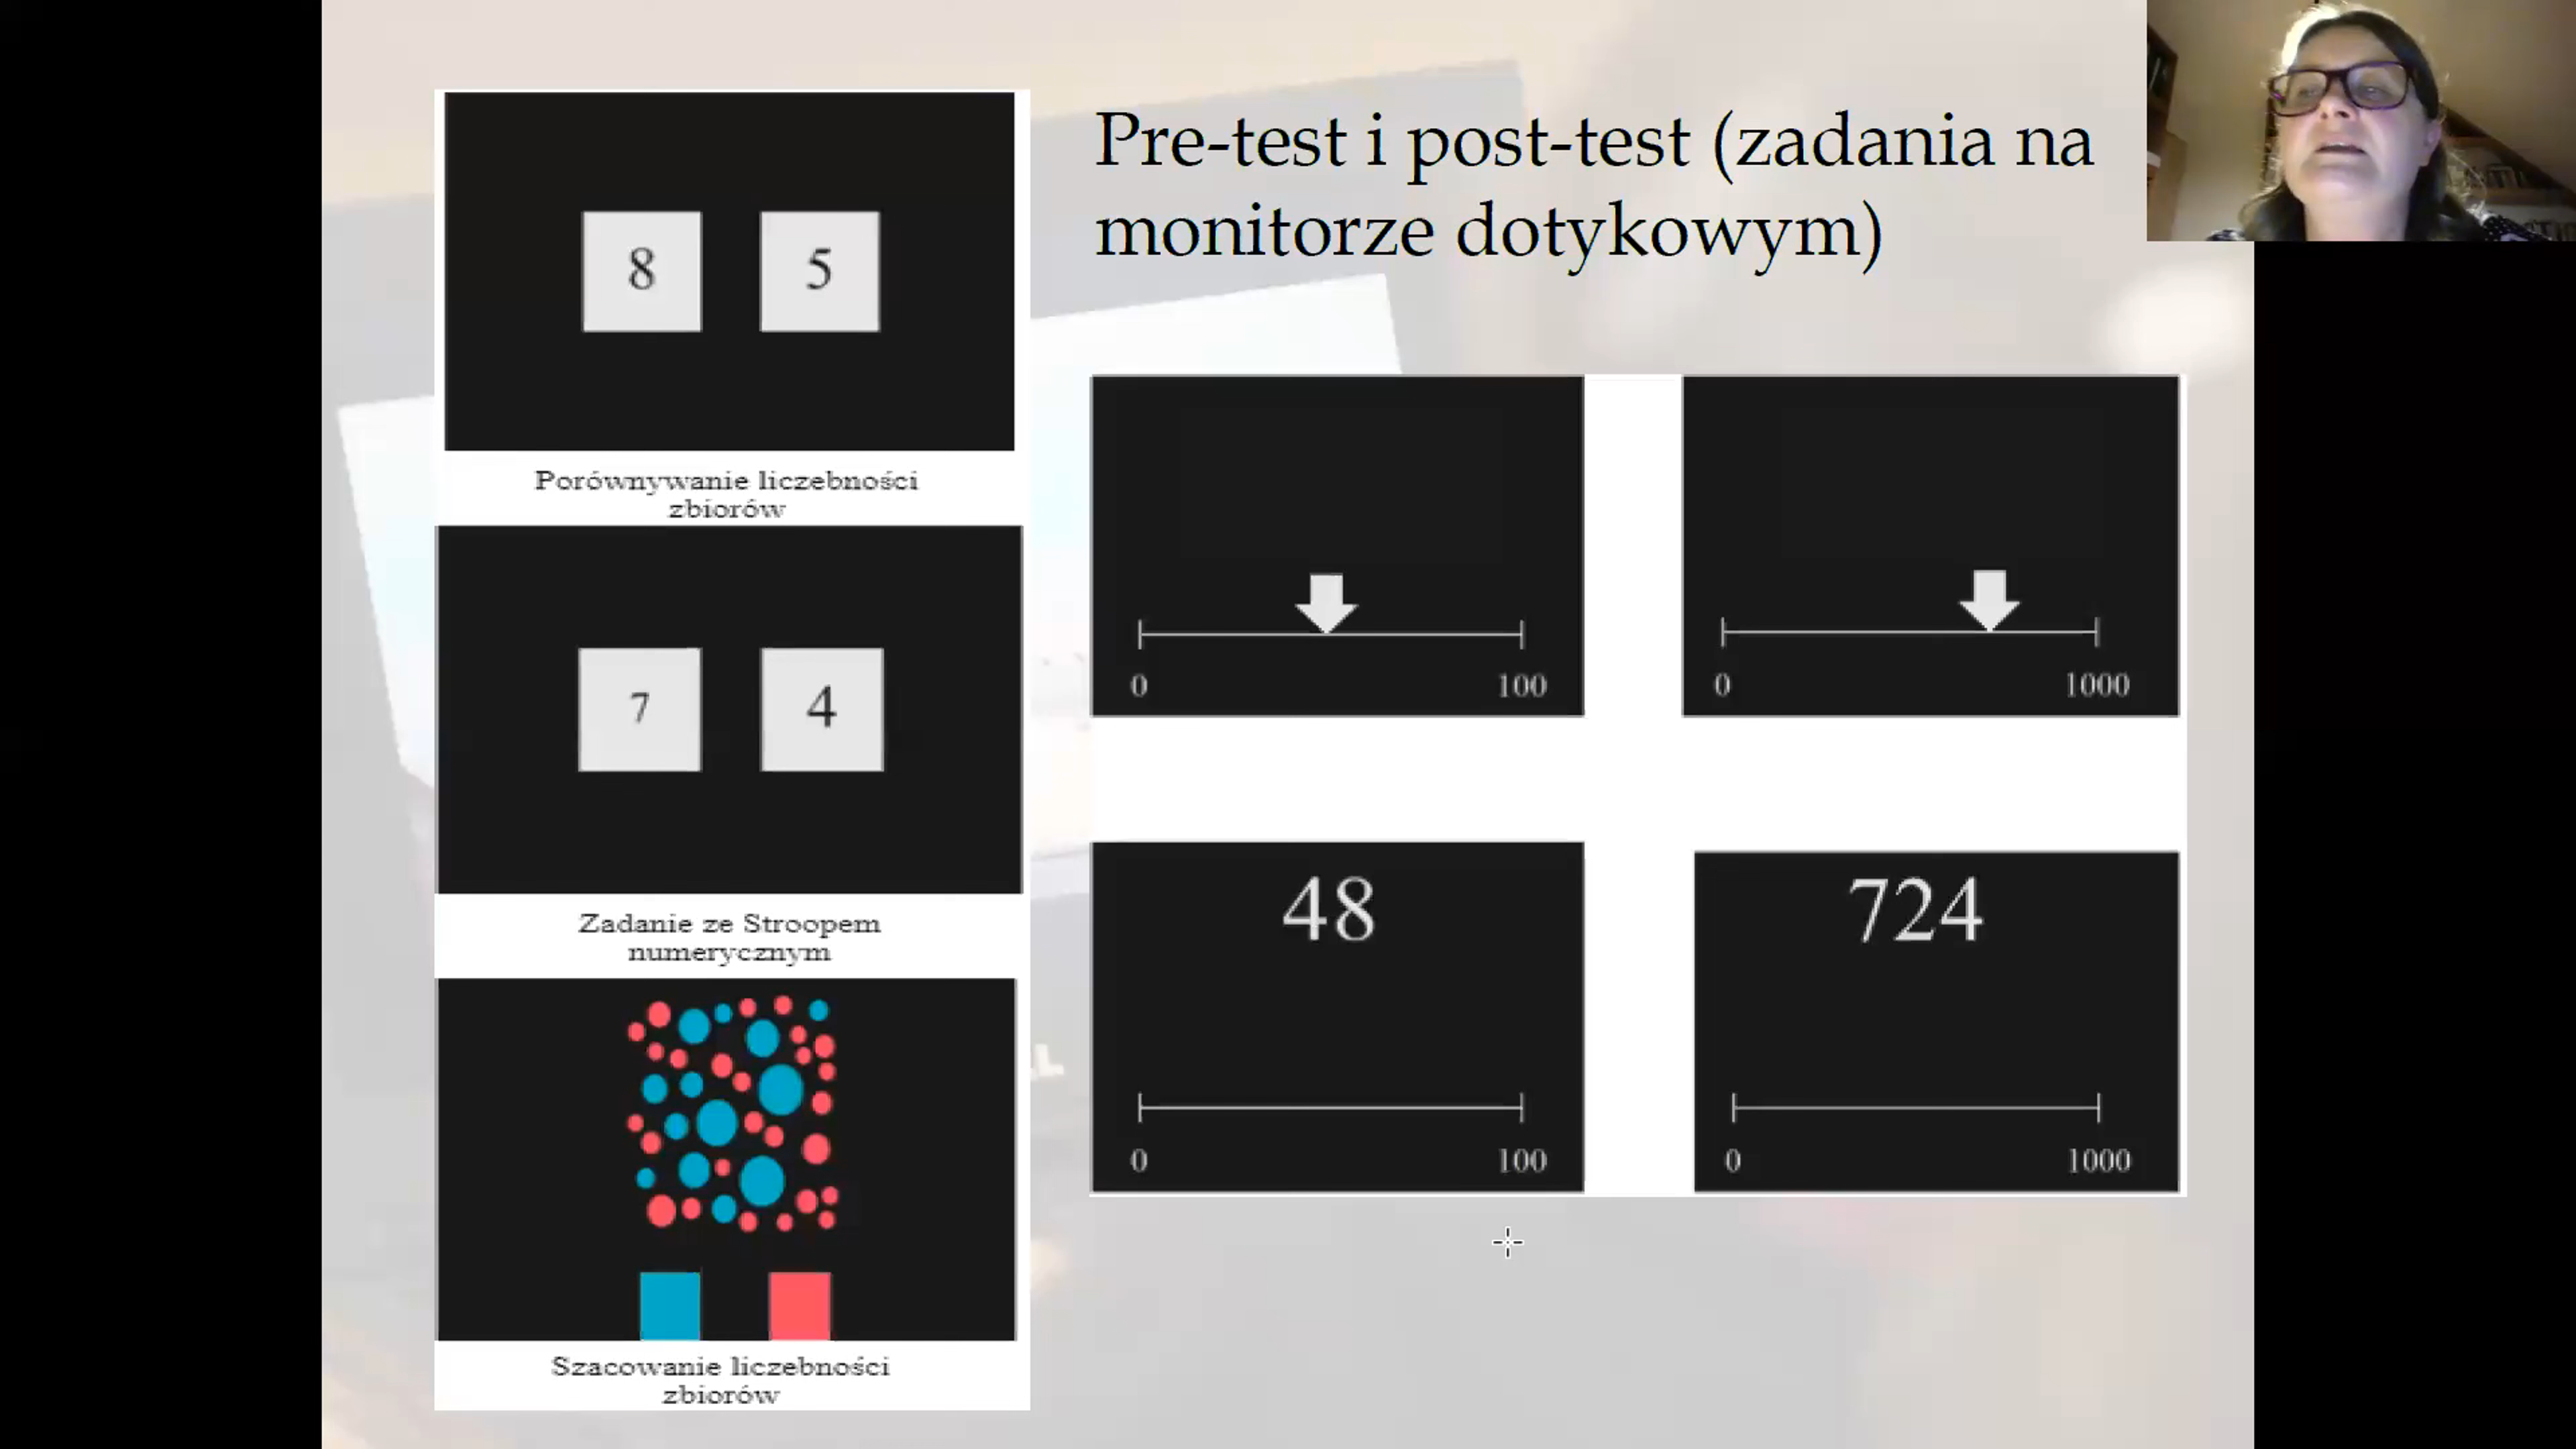 Pre-test i post-test (zadania na
monitorze dotykowym)
8 5
Porównywanie liczebności
zbiorów
7 4
Zadanie ze Stroopem
numerycznym
Szacowanie liczebności
zbiorów
0 100
0 1000
48
0 100
724
0 1000